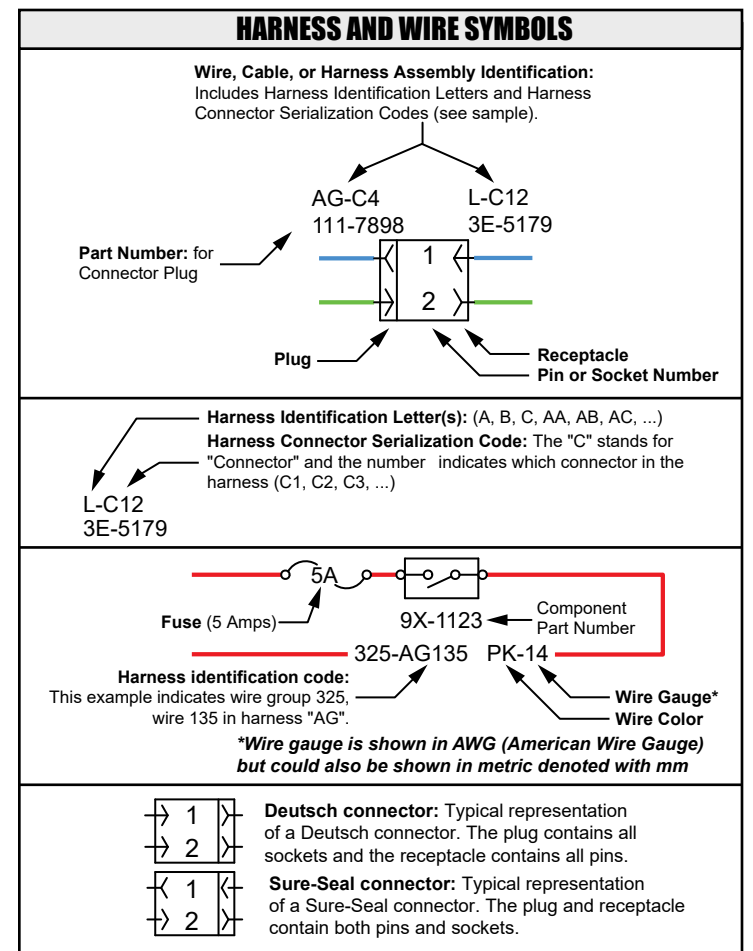 HARNESS AND WIRE SYMBOLS
Wire, Cable, or Harness Assembly Identification:
Includes Harness Identification Letters and Harness
Connector Serialization Codes (see sample).
AG-C4
111-7898
L-C12
3E-5179
Part Number: for
Connector Plug
1
2
Plug
Receptacle
Pin or Socket Number
Harness Identification Letter(s): (A, B, C, AA, AB, AC, ...)
Harness Connector Serialization Code: The "C" stands for
"Connector" and the number indicates which connector in the
harness (C1, C2, C3, ...)
L-C12
3E-5179
5A
Fuse (5 Amps)
9X-1123
Component
Part Number
325-AG135 PK-14
Harness identification code:
This example indicates wire group 325,
wire 135 in harness "AG".
Wire Gauge*
Wire Color
*Wire gauge is shown in AWG (American Wire Gauge)
but could also be shown in metric denoted with mm
1
2
Deutsch connector: Typical representation
of a Deutsch connector. The plug contains all
sockets and the receptacle contains all pins.
1
2
Sure-Seal connector: Typical representation
of a Sure-Seal connector. The plug and receptacle
contain both pins and sockets.